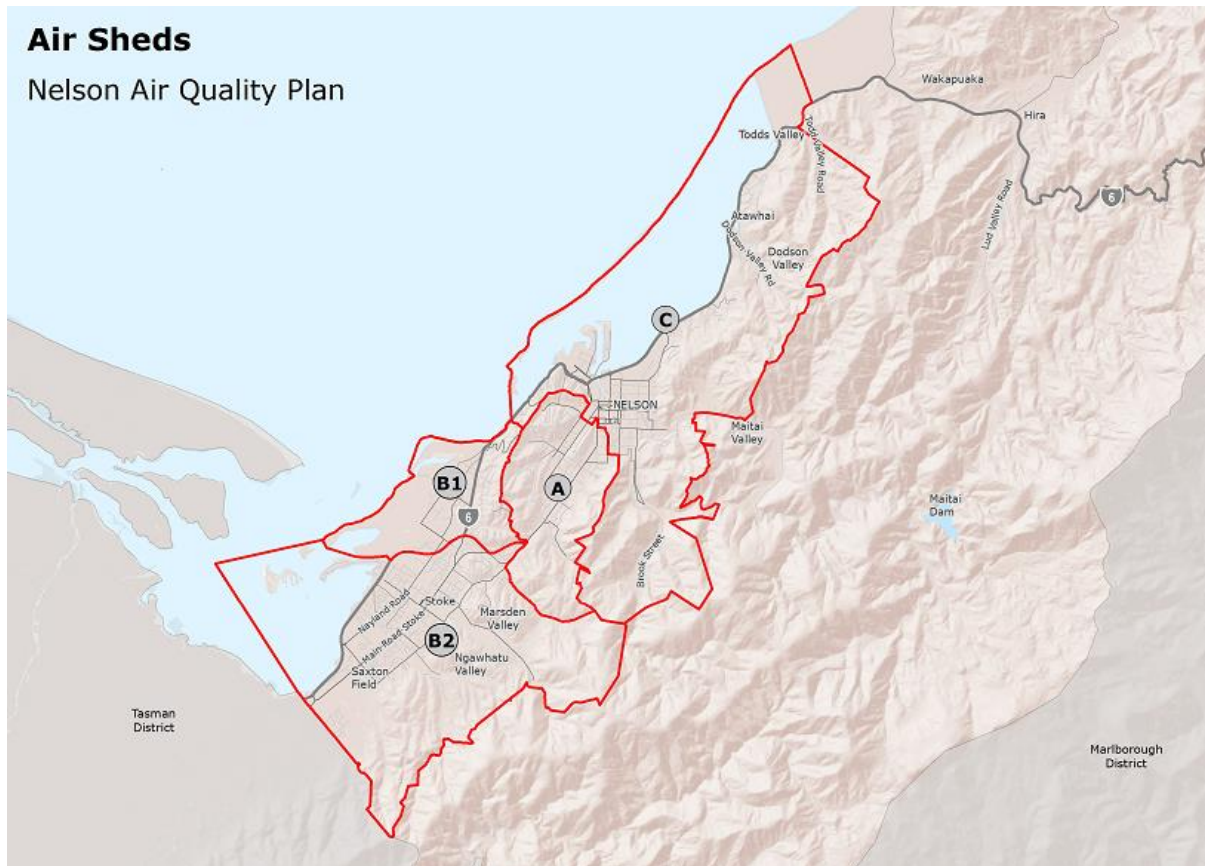 Air Sheds
Nelson Air Quality Plan
Wakapuaka
Hira
Todds Valley
Todd Valley Road
6
Lud Valley Road
Atawhai
Dodson Valley Rd
Dodson
Valley
C
NELSON
Maitai
Valley
B1
A
6
Maitai
Dam
Brook Street
Nayland Road
Stoke
Main Road Stoke
Marsden
Valley
B2
Ngawhatu
Valley
Saxton
Field
Tasman
District
Marlborough
District